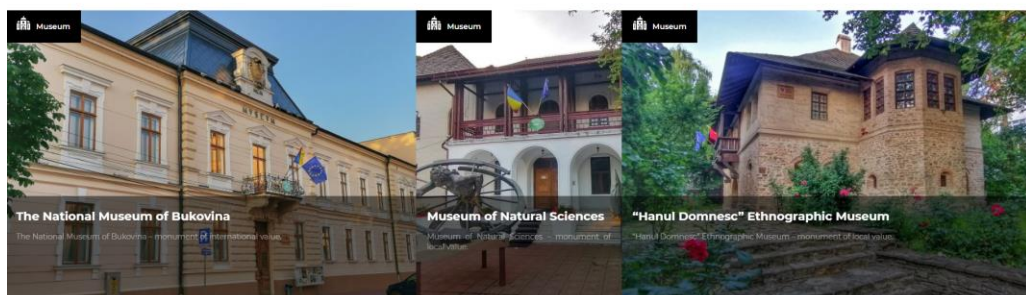 Museum
MUSEUM
The National Museum of Bukovina
The National Museum of Bukovina – monument of international value.
Museum
Museum of Natural Sciences
Museum of Natural Sciences – monument of
local value.
Museum
“Hanul Domnesc” Ethnographic Museum
“Hanul Domnesc” Ethnographic Museum – monument of local value.